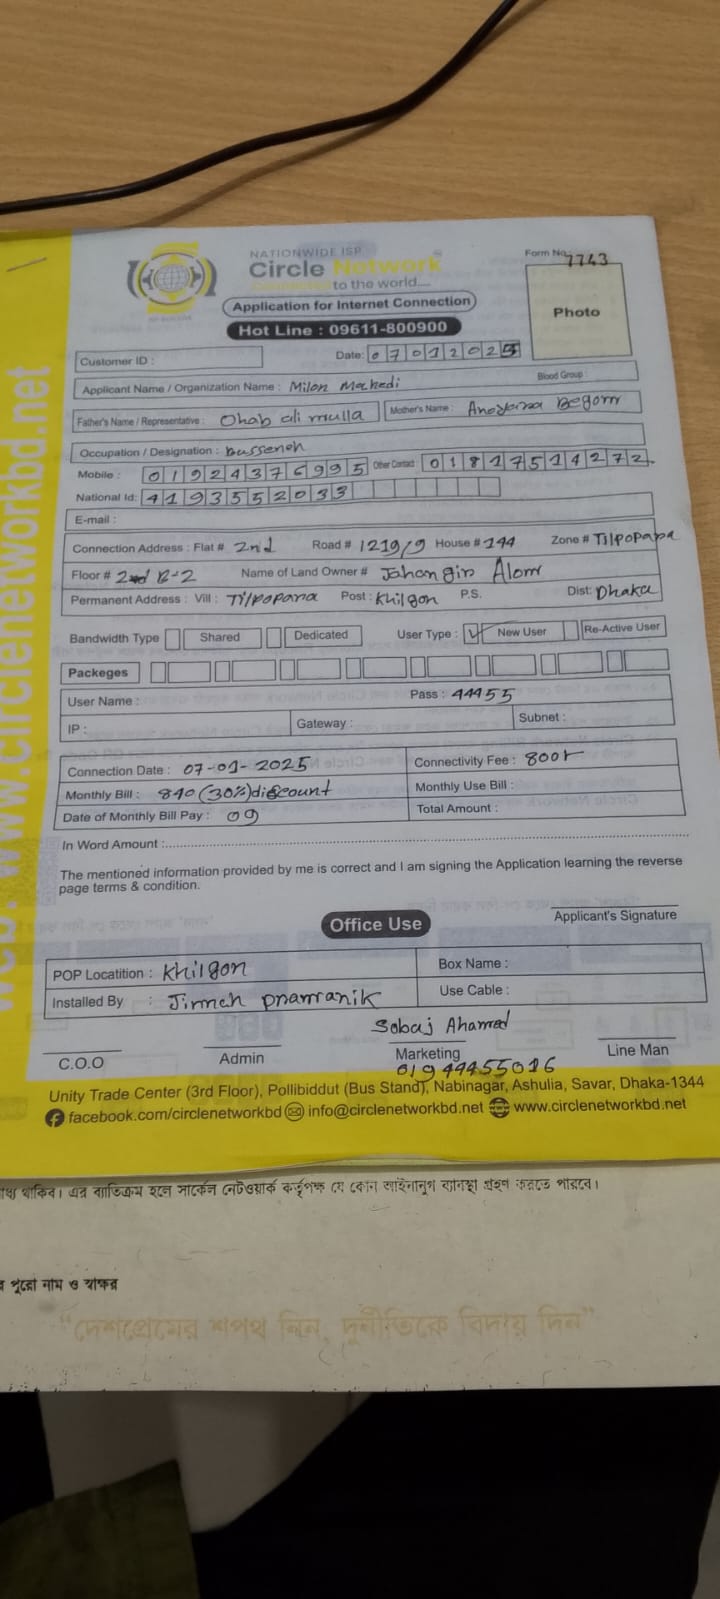 www.circlenetworkbd.net
NATIONWIDE ISP
Circle Network
Connected to the world....
Form No. 7743
Application for Internet Connection
Hot Line : 09611-800900
Photo
Customer ID :
Date: 07012025
Applicant Name / Organization Name : Milon Mahedi
Blood Group :
Father's Name / Representative : Ohab ali mulla Mother's Name : Begom
Occupation / Designation :
Mobile : 01924376995 Other Contact 01817514272
National Id: 4193552033
E-mail :
Connection Address : Flat # 2nd Road # 1219/9 House # 144 Zone # Tilpopapa
Floor # B-2 Name of Land Owner # Jahangir Alom
Permanent Address : Vill : Tilpopana Post : Khilgon P.S. Dist: Dhaka
Bandwidth Type Shared Dedicated User Type : ✓ New User Re-Active User
Packeges
User Name : Pass : 44455
IP : Gateway : Subnet :
Connection Date : 07-01-2025 Connectivity Fee : 800
Monthly Bill : 840 (30%) discount Monthly Use Bill :
Date of Monthly Bill Pay : 09 Total Amount :
In Word Amount :
The mentioned information provided by me is correct and I am signing the Application learning the reverse
page terms & condition.
Applicant's Signature
Office Use
POP Locatition : Khilgon Box Name :
Installed By : Use Cable :
Sobaj Ahamed
C.O.O Admin Marketing Line Man
01944455016
Unity Trade Center (3rd Floor), Pollibiddut (Bus Stand), Nabinagar, Ashulia, Savar, Dhaka-1344
facebook.com/circlenetworkbd info@circlenetworkbd.net www.circlenetworkbd.net
থাকিব। এর ব্যতিক্রম হলে সার্কেল নেটওয়ার্ক কর্তৃপক্ষ যে কোন আইনানুগ ব্যবস্থা গ্রহণ করতে পারবে।
র পুরো নাম ও স্বাক্ষর
“দেশপ্রেমের শপথ নিন, দুর্নীতিকে বিদায় দিন”